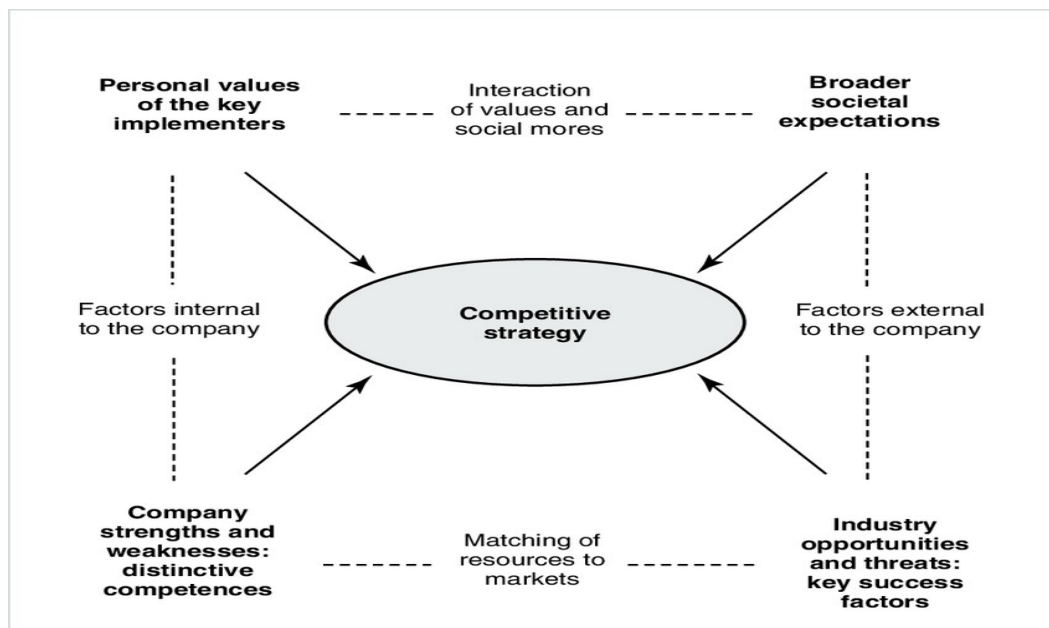 Personal values
of the key
implementers
Interaction
of values and
social mores
Broader
societal
expectations
Factors internal
to the company
Competitive
strategy
Factors external
to the company
Company
strengths and
weaknesses:
distinctive
competences
Matching of
resources to
markets
Industry
opportunities
and threats:
key success
factors